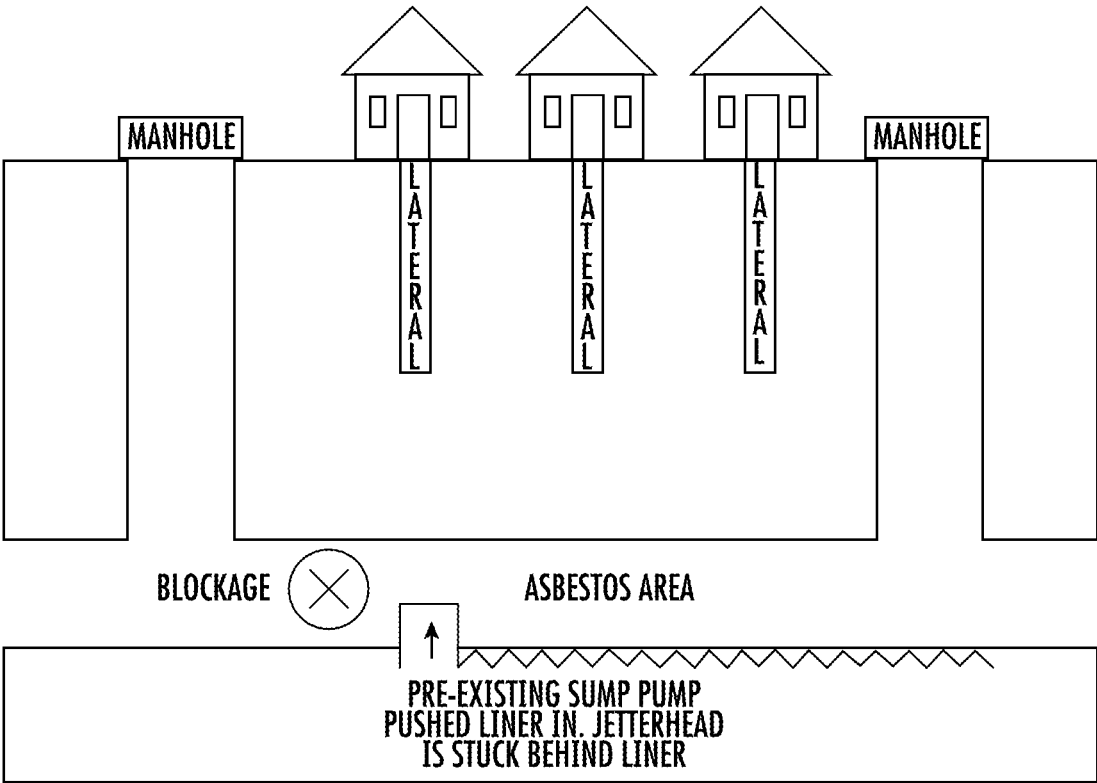 MANHOLE
MANHOLE
LATERAL
LATERAL
LATERAL
BLOCKAGE
ASBESTOS AREA
PRE-EXISTING SUMP PUMP
PUSHED LINER IN. JETTERHEAD
IS STUCK BEHIND LINER